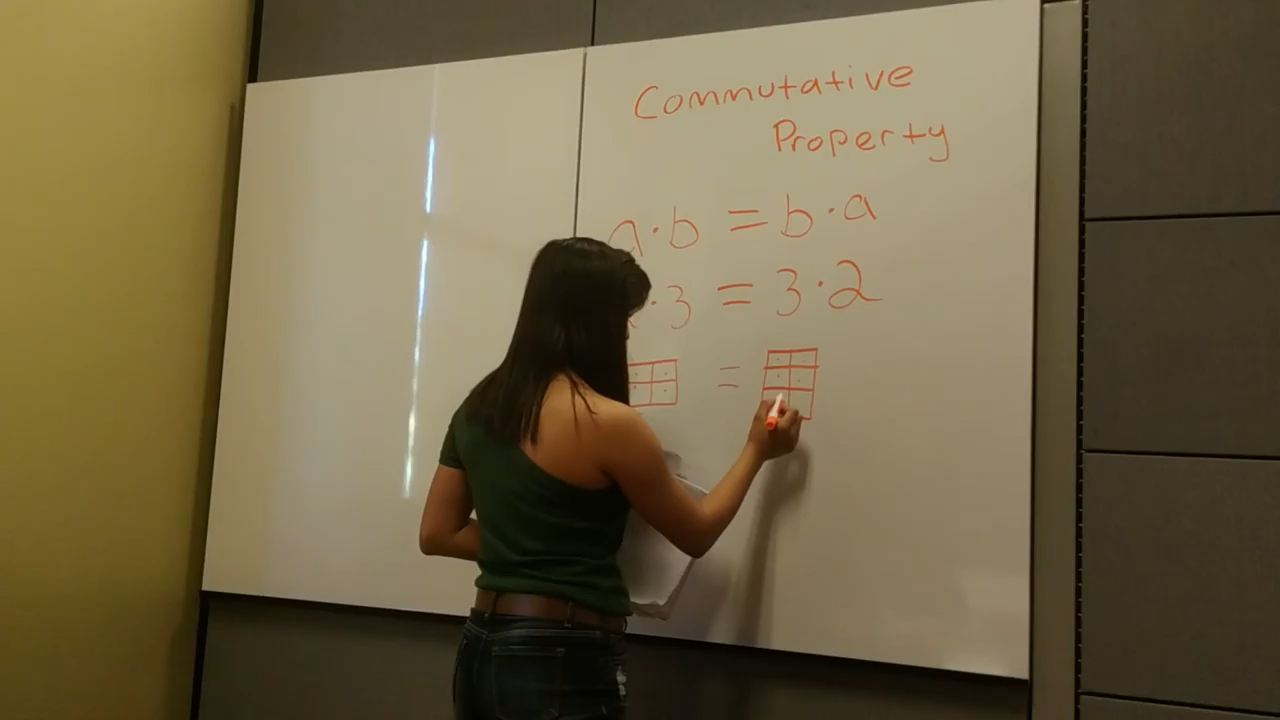 Commutative
Property
a·b = b·a
·3 = 3·2
=